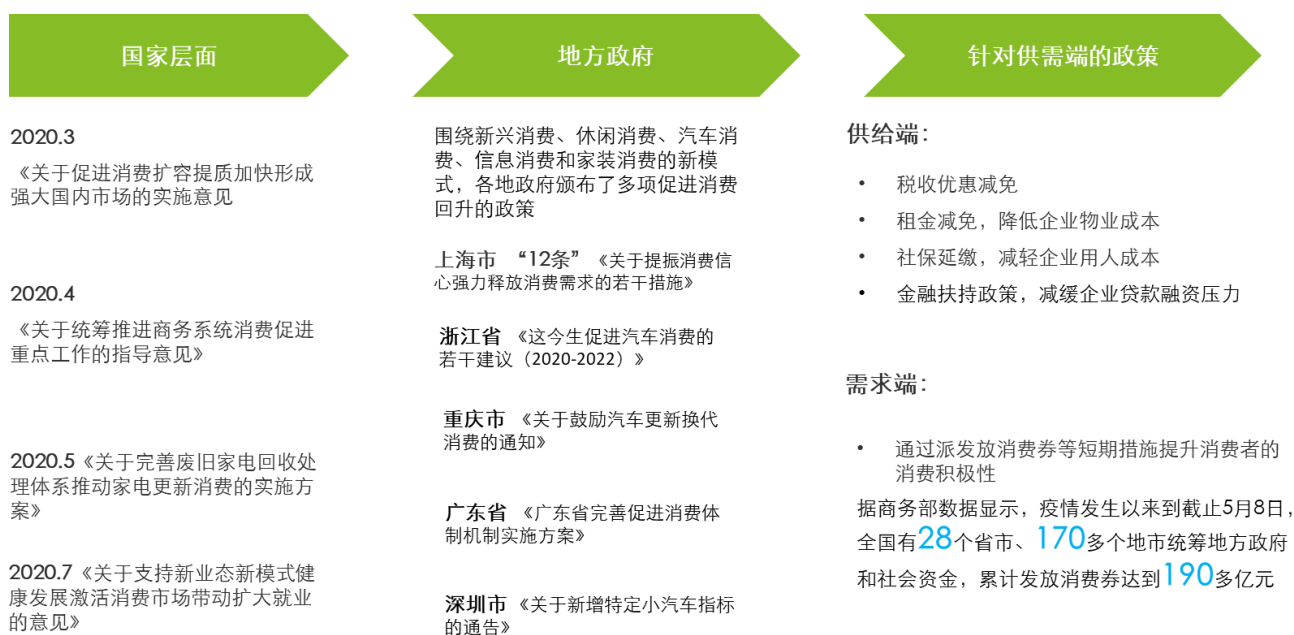 国家层面
2020.3
《关于促进消费扩容提质加快形成
强大国内市场的实施意见
2020.4
《关于统筹推进商务系统消费促进
重点工作的指导意见》
2020.5《关于完善废旧家电回收处
理体系推动家电更新消费的实施方
案》
2020.7《关于支持新业态新模式健
康发展激活消费市场带动扩大就业
的意见》
地方政府
围绕新兴消费、休闲消费、汽车消
费、信息消费和家装消费的新模
式，各地政府颁布了多项促进消费
回升的政策
上海市 “12条” 《关于提振消费信
心强力释放消费需求的若干措施》
浙江省 《这今生促进汽车消费的
若干建议（2020-2022）》
重庆市 《关于鼓励汽车更新换代
消费的通知》
广东省 《广东省完善促进消费体
制机制实施方案》
深圳市《关于新增特定小汽车指标
的通告》
针对供需端的政策
供给端：
• 税收优惠减免
• 租金减免，降低企业物业成本
• 社保延缴，减轻企业用人成本
• 金融扶持政策，减缓企业贷款融资压力
需求端：
• 通过派发放消费券等短期措施提升消费者的
消费积极性
据商务部数据显示，疫情发生以来到截止5月8日，
全国有28个省市、170多个地市统筹地方政府
和社会资金，累计发放消费券达到190多亿元